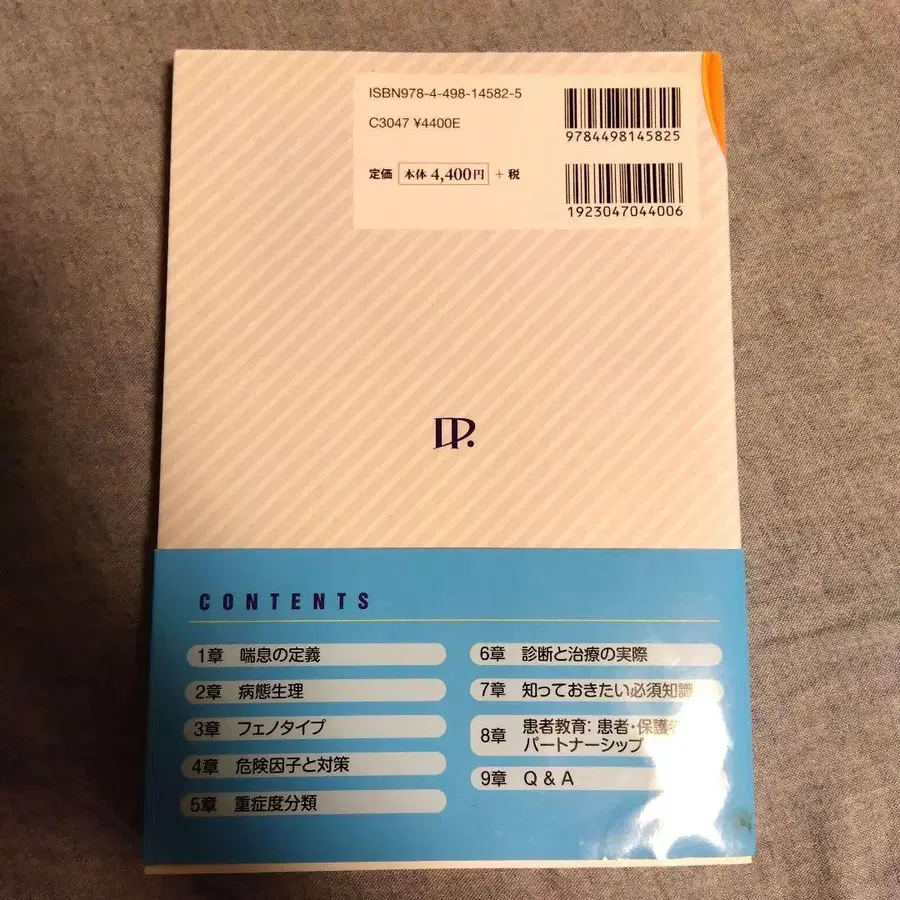 ISBN978-4-498-14582-5
C3047 ¥4400E
9784498145825
定価 本体 4,400円 + 税
1923047044006
DP.
CONTENTS
1章 喘息の定義
2章 病態生理
3章 フェノタイプ
4章 危険因子と対策
5章 重症度分類
6章 診断と治療の実際
7章 知っておきたい必須知識
8章 患者教育: 患者・保護者
パートナーシップ
9章 Q & A